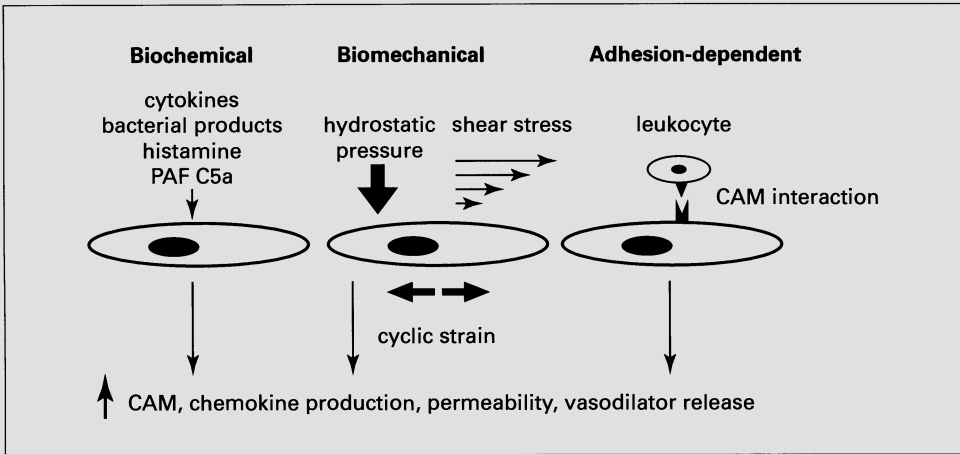 Biochemical
cytokines
bacterial products
histamine
PAF C5a
Biomechanical
hydrostatic
pressure
shear stress
cyclic strain
Adhesion-dependent
leukocyte
CAM interaction
CAM, chemokine production, permeability, vasodilator release